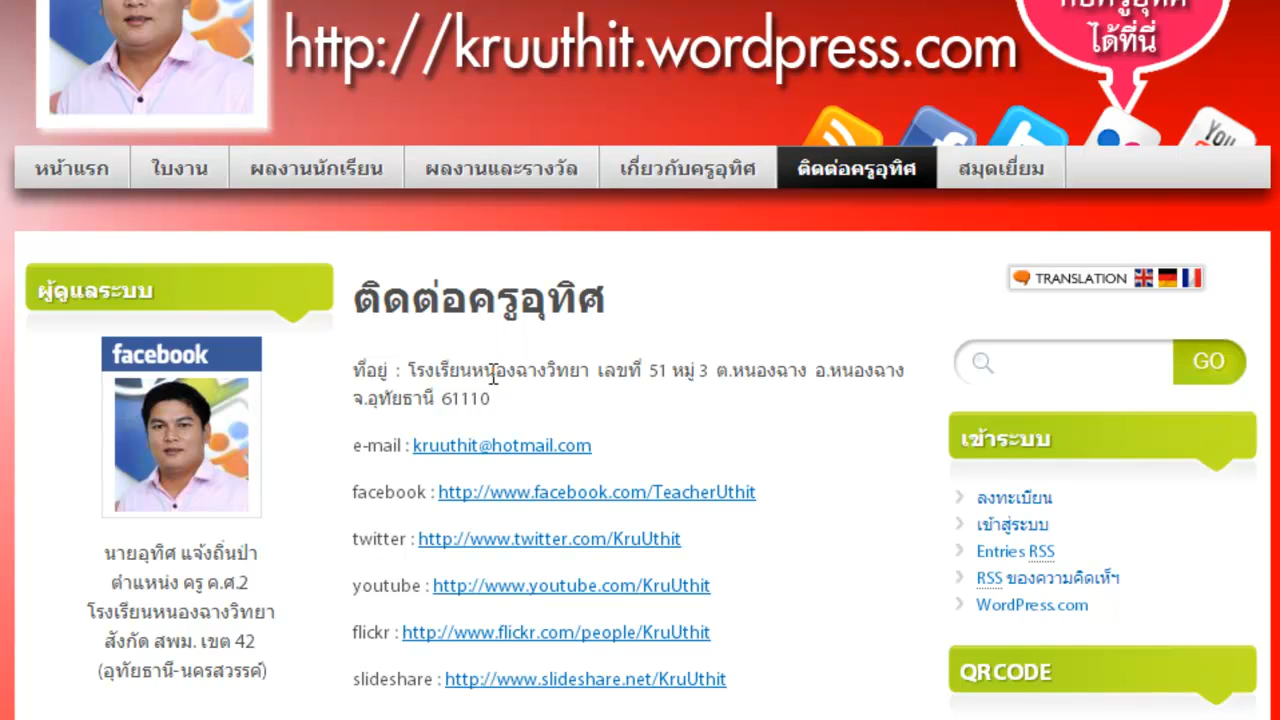 กับครูอุทิศ
ได้ที่นี่
http://kruuthit.wordpress.com
You
หน้าแรก
ใบงาน
ผลงานนักเรียน
ผลงานและรางวัล
เกี่ยวกับครูอุทิศ
ติดต่อครูอุทิศ
สมุดเยี่ยม
ผู้ดูแลระบบ
facebook
นายอุทิศ แจ้งถิ่นป่า
ตำแหน่ง ครู ค.ศ.2
โรงเรียนหนองฉางวิทยา
สังกัด สพม. เขต 42
(อุทัยธานี-นครสวรรค์)
ติดต่อครูอุทิศ
ที่อยู่ : โรงเรียนหนองฉางวิทยา เลขที่ 51 หมู่ 3 ต.หนองฉาง อ.หนองฉาง
จ.อุทัยธานี 61110
e-mail : kruuthit@hotmail.com
facebook : http://www.facebook.com/TeacherUthit
twitter : http://www.twitter.com/KruUthit
youtube : http://www.youtube.com/KruUthit
flickr : http://www.flickr.com/people/KruUthit
slideshare : http://www.slideshare.net/KruUthit
TRANSLATION
GO
เข้าระบบ
ลงทะเบียน
เข้าสู่ระบบ
Entries RSS
RSS ของความคิดเห็ฯ
WordPress.com
QR CODE